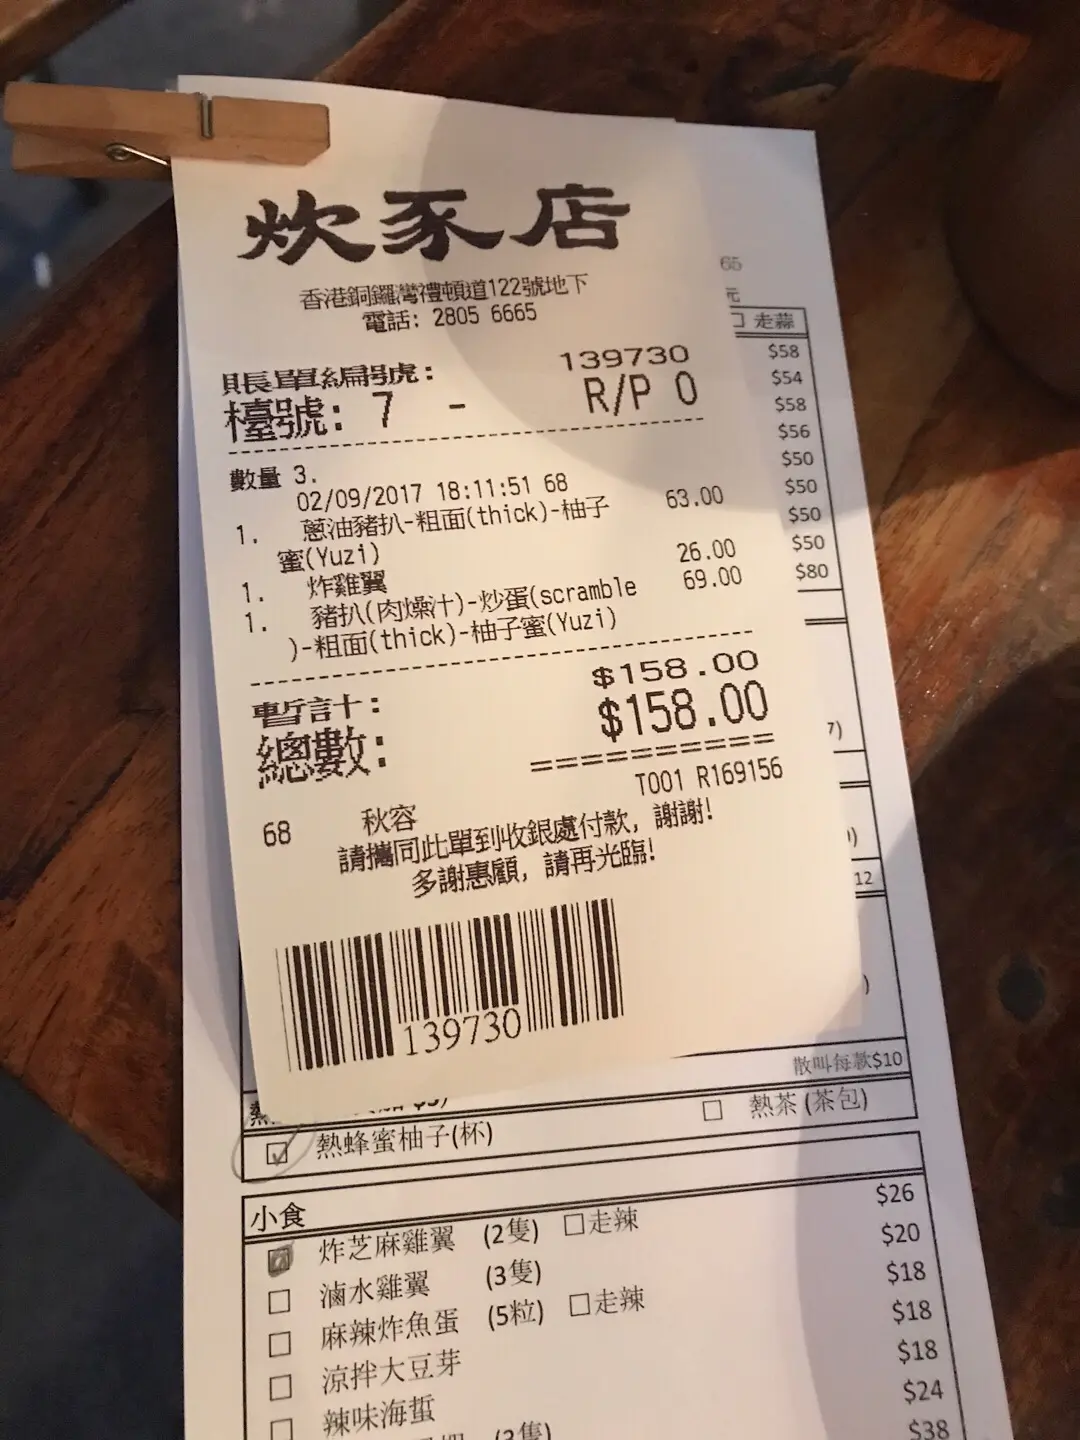 炊豕店
香港銅鑼灣禮頓道122號地下
電話: 2805 6665
賬單編號: 139730
檯號: 7 - R/P 0
數量 3.
02/09/2017 18:11:51 68
1. 蔥油豬扒-粗面(thick)-柚子 63.00
蜜(Yuzi)
1. 炸雞翼 26.00
1. 豬扒(肉燥汁)-炒蛋(scramble 69.00
)-粗面(thick)-柚子蜜(Yuzi)
暫計: $158.00
總數: $158.00
==========
T001 R169156
68 秋容
請攜同此單到收銀處付款, 謝謝!
多謝惠顧, 請再光臨!
139730
65
元
走蒜
$58
$54
$58
$56
$50
$50
$50
$50
$80
7)
)
12
)
散叫每款$10
熱
$3)
□ 熱茶 (茶包)
☑ 熱蜂蜜柚子(杯)
小食
炸芝麻雞翼 (2隻) □走辣 $26
□ 滷水雞翼 (3隻) $20
□ 麻辣炸魚蛋 (5粒) □走辣 $18
□ 涼拌大豆芽 $18
□ 辣味海蜇 $18
(3隻) $24
$38